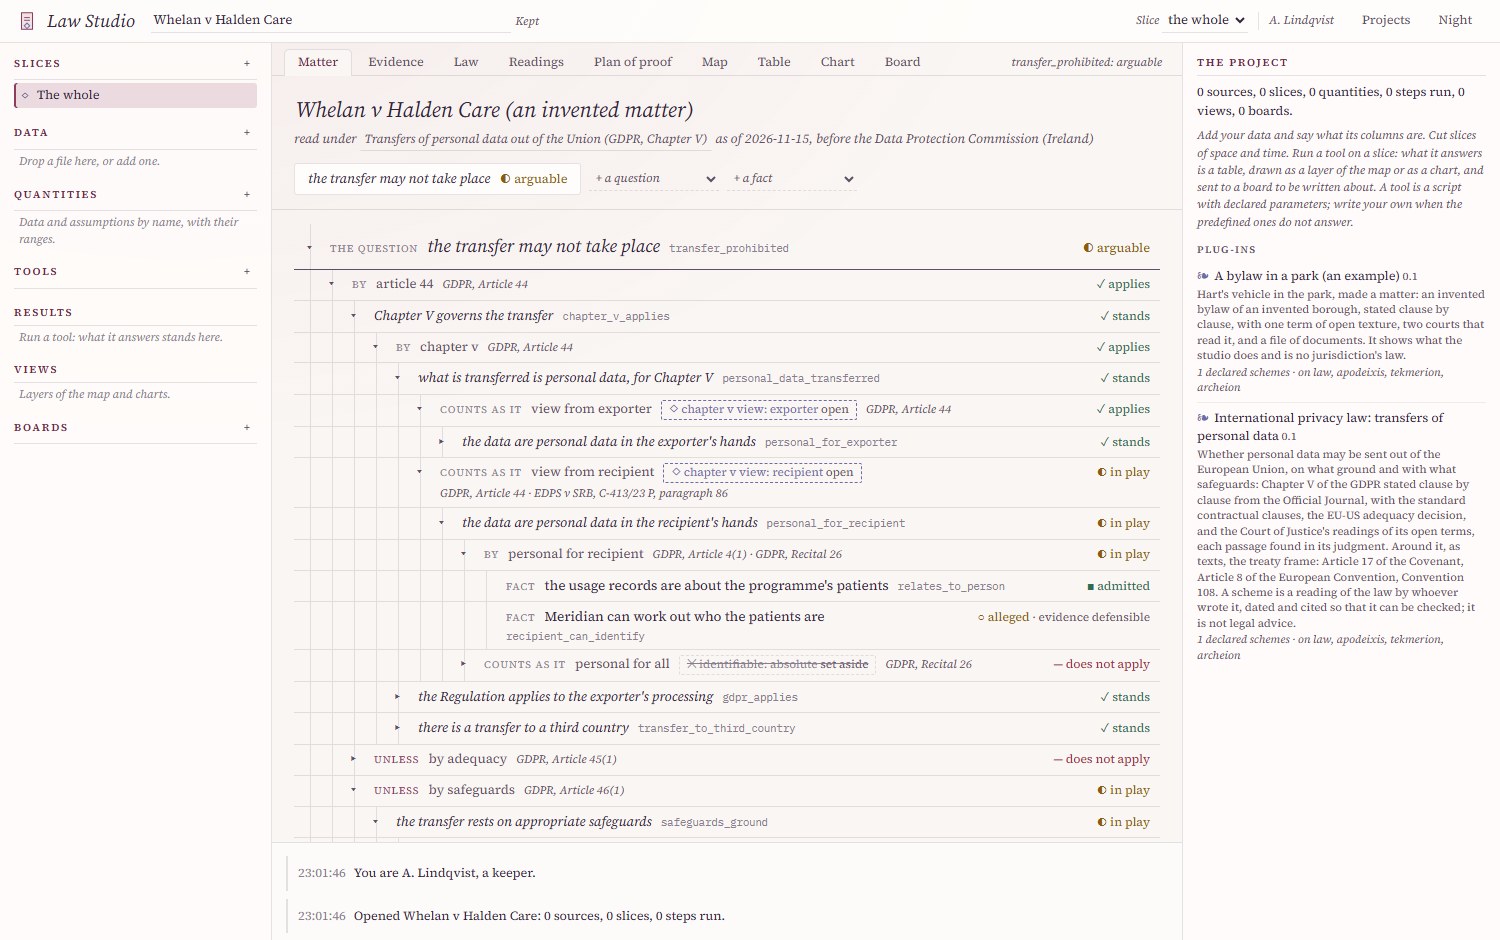 Law Studio
Whelan v Halden Care
Kept
Slice the whole
A. Lindqvist
Projects
Night
SLICES +
◇ The whole
DATA +
Drop a file here, or add one.
QUANTITIES +
Data and assumptions by name, with their
ranges.
TOOLS +
RESULTS
Run a tool: what it answers stands here.
VIEWS
Layers of the map and charts.
BOARDS +
Matter Evidence Law Readings Plan of proof Map Table Chart Board
transfer_prohibited: arguable
Whelan v Halden Care (an invented matter)
read under Transfers of personal data out of the Union (GDPR, Chapter V) as of 2026-11-15, before the Data Protection Commission (Ireland)
the transfer may not take place ◐ arguable
+ a question
+ a fact
▾ THE QUESTION the transfer may not take place transfer_prohibited ◐ arguable
▾ BY article 44 GDPR, Article 44 ✓ applies
▾ Chapter V governs the transfer chapter_v_applies ✓ stands
▾ BY chapter v GDPR, Article 44 ✓ applies
▾ what is transferred is personal data, for Chapter V personal_data_transferred ✓ stands
▾ COUNTS AS IT view from exporter ◇ chapter v view: exporter open GDPR, Article 44 ✓ applies
▸ the data are personal data in the exporter's hands personal_for_exporter ✓ stands
▾ COUNTS AS IT view from recipient ◇ chapter v view: recipient open ◐ in play
GDPR, Article 44 · EDPS v SRB, C-413/23 P, paragraph 86
▾ the data are personal data in the recipient's hands personal_for_recipient ◐ in play
▾ BY personal for recipient GDPR, Article 4(1) · GDPR, Recital 26 ◐ in play
FACT the usage records are about the programme's patients relates_to_person ■ admitted
FACT Meridian can work out who the patients are ○ alleged · evidence defensible
recipient_can_identify
▸ COUNTS AS IT personal for all ✕ identifiable: absolute set aside GDPR, Recital 26 — does not apply
▸ the Regulation applies to the exporter's processing gdpr_applies ✓ stands
▸ there is a transfer to a third country transfer_to_third_country ✓ stands
▸ UNLESS by adequacy GDPR, Article 45(1) — does not apply
▾ UNLESS by safeguards GDPR, Article 46(1) ◐ in play
▾ the transfer rests on appropriate safeguards safeguards_ground ◐ in play
23:01:46 You are A. Lindqvist, a keeper.
23:01:46 Opened Whelan v Halden Care: 0 sources, 0 slices, 0 steps run.
THE PROJECT
0 sources, 0 slices, 0 quantities, 0 steps run, 0
views, 0 boards.
Add your data and say what its columns are. Cut slices
of space and time. Run a tool on a slice: what it answers
is a table, drawn as a layer of the map or as a chart, and
sent to a board to be written about. A tool is a script
with declared parameters; write your own when the
predefined ones do not answer.
PLUG-INS
❧ A bylaw in a park (an example) 0.1
Hart's vehicle in the park, made a matter: an invented
bylaw of an invented borough, stated clause by
clause, with one term of open texture, two courts that
read it, and a file of documents. It shows what the
studio does and is no jurisdiction's law.
1 declared schemes · on law, apodeixis, tekmerion,
archeion
❧ International privacy law: transfers of
personal data 0.1
Whether personal data may be sent out of the
European Union, on what ground and with what
safeguards: Chapter V of the GDPR stated clause by
clause from the Official Journal, with the standard
contractual clauses, the EU-US adequacy decision,
and the Court of Justice's readings of its open terms,
each passage found in its judgment. Around it, as
texts, the treaty frame: Article 17 of the Covenant,
Article 8 of the European Convention, Convention
108. A scheme is a reading of the law by whoever
wrote it, dated and cited so that it can be checked; it
is not legal advice.
1 declared schemes · on law, apodeixis, tekmerion,
archeion